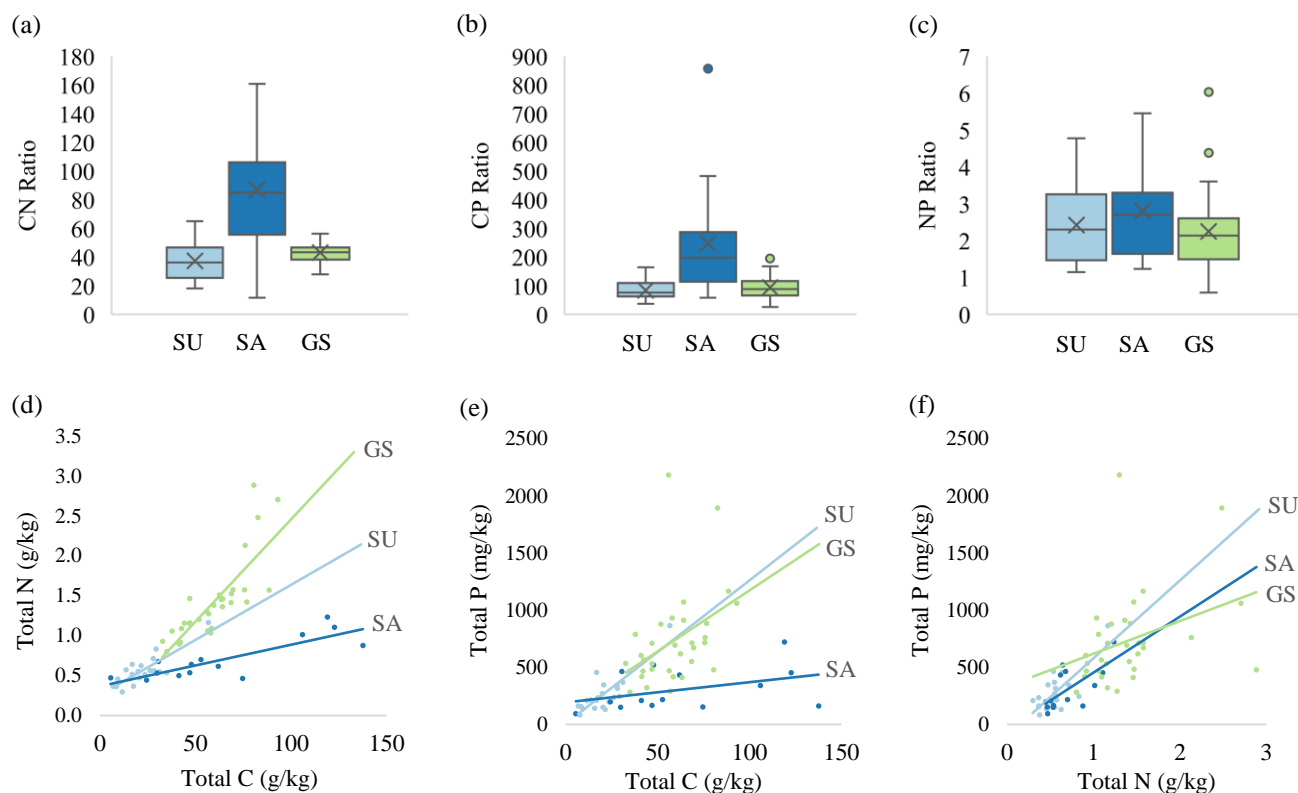 (a)
CN Ratio
180
160
140
120
100
80
60
40
20
0
SU SA GS
(b)
CP Ratio
900
800
700
600
500
400
300
200
100
0
SU SA GS
(c)
NP Ratio
7
6
5
4
3
2
1
0
SU SA GS
(d)
Total N (g/kg)
3.5
3.0
2.5
2.0
1.5
1.0
0.5
0.0
GS
SU
SA
0 50 100 150
Total C (g/kg)
(e)
Total P (mg/kg)
2500
2000
1500
1000
500
0
SU
GS
SA
0 50 100 150
Total C (g/kg)
(f)
Total P (mg/kg)
2500
2000
1500
1000
500
0
SU
SA
GS
0 1 2 3
Total N (g/kg)